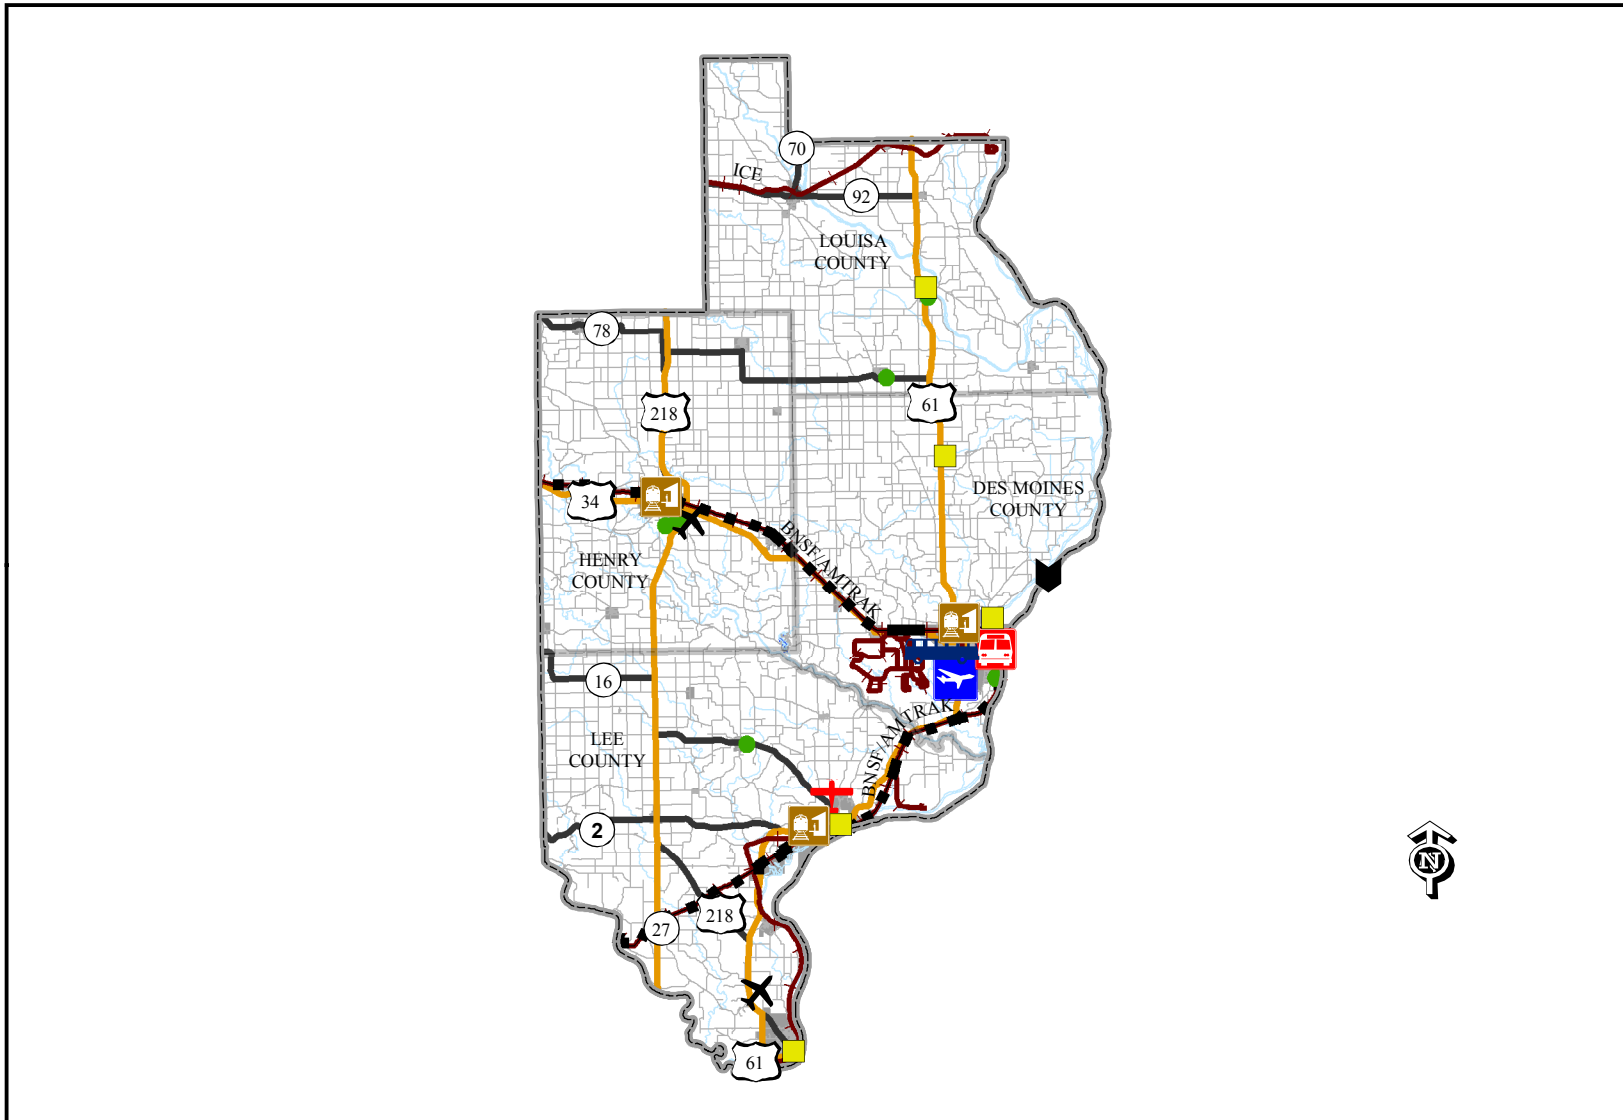 70
ICE
92
LOUISA
COUNTY
78
61
218
34
DES MOINES
COUNTY
BNSF/AMTRAK
HENRY
COUNTY
16
BNSF/AMTRAK
LEE
COUNTY
2
218
27
61
N